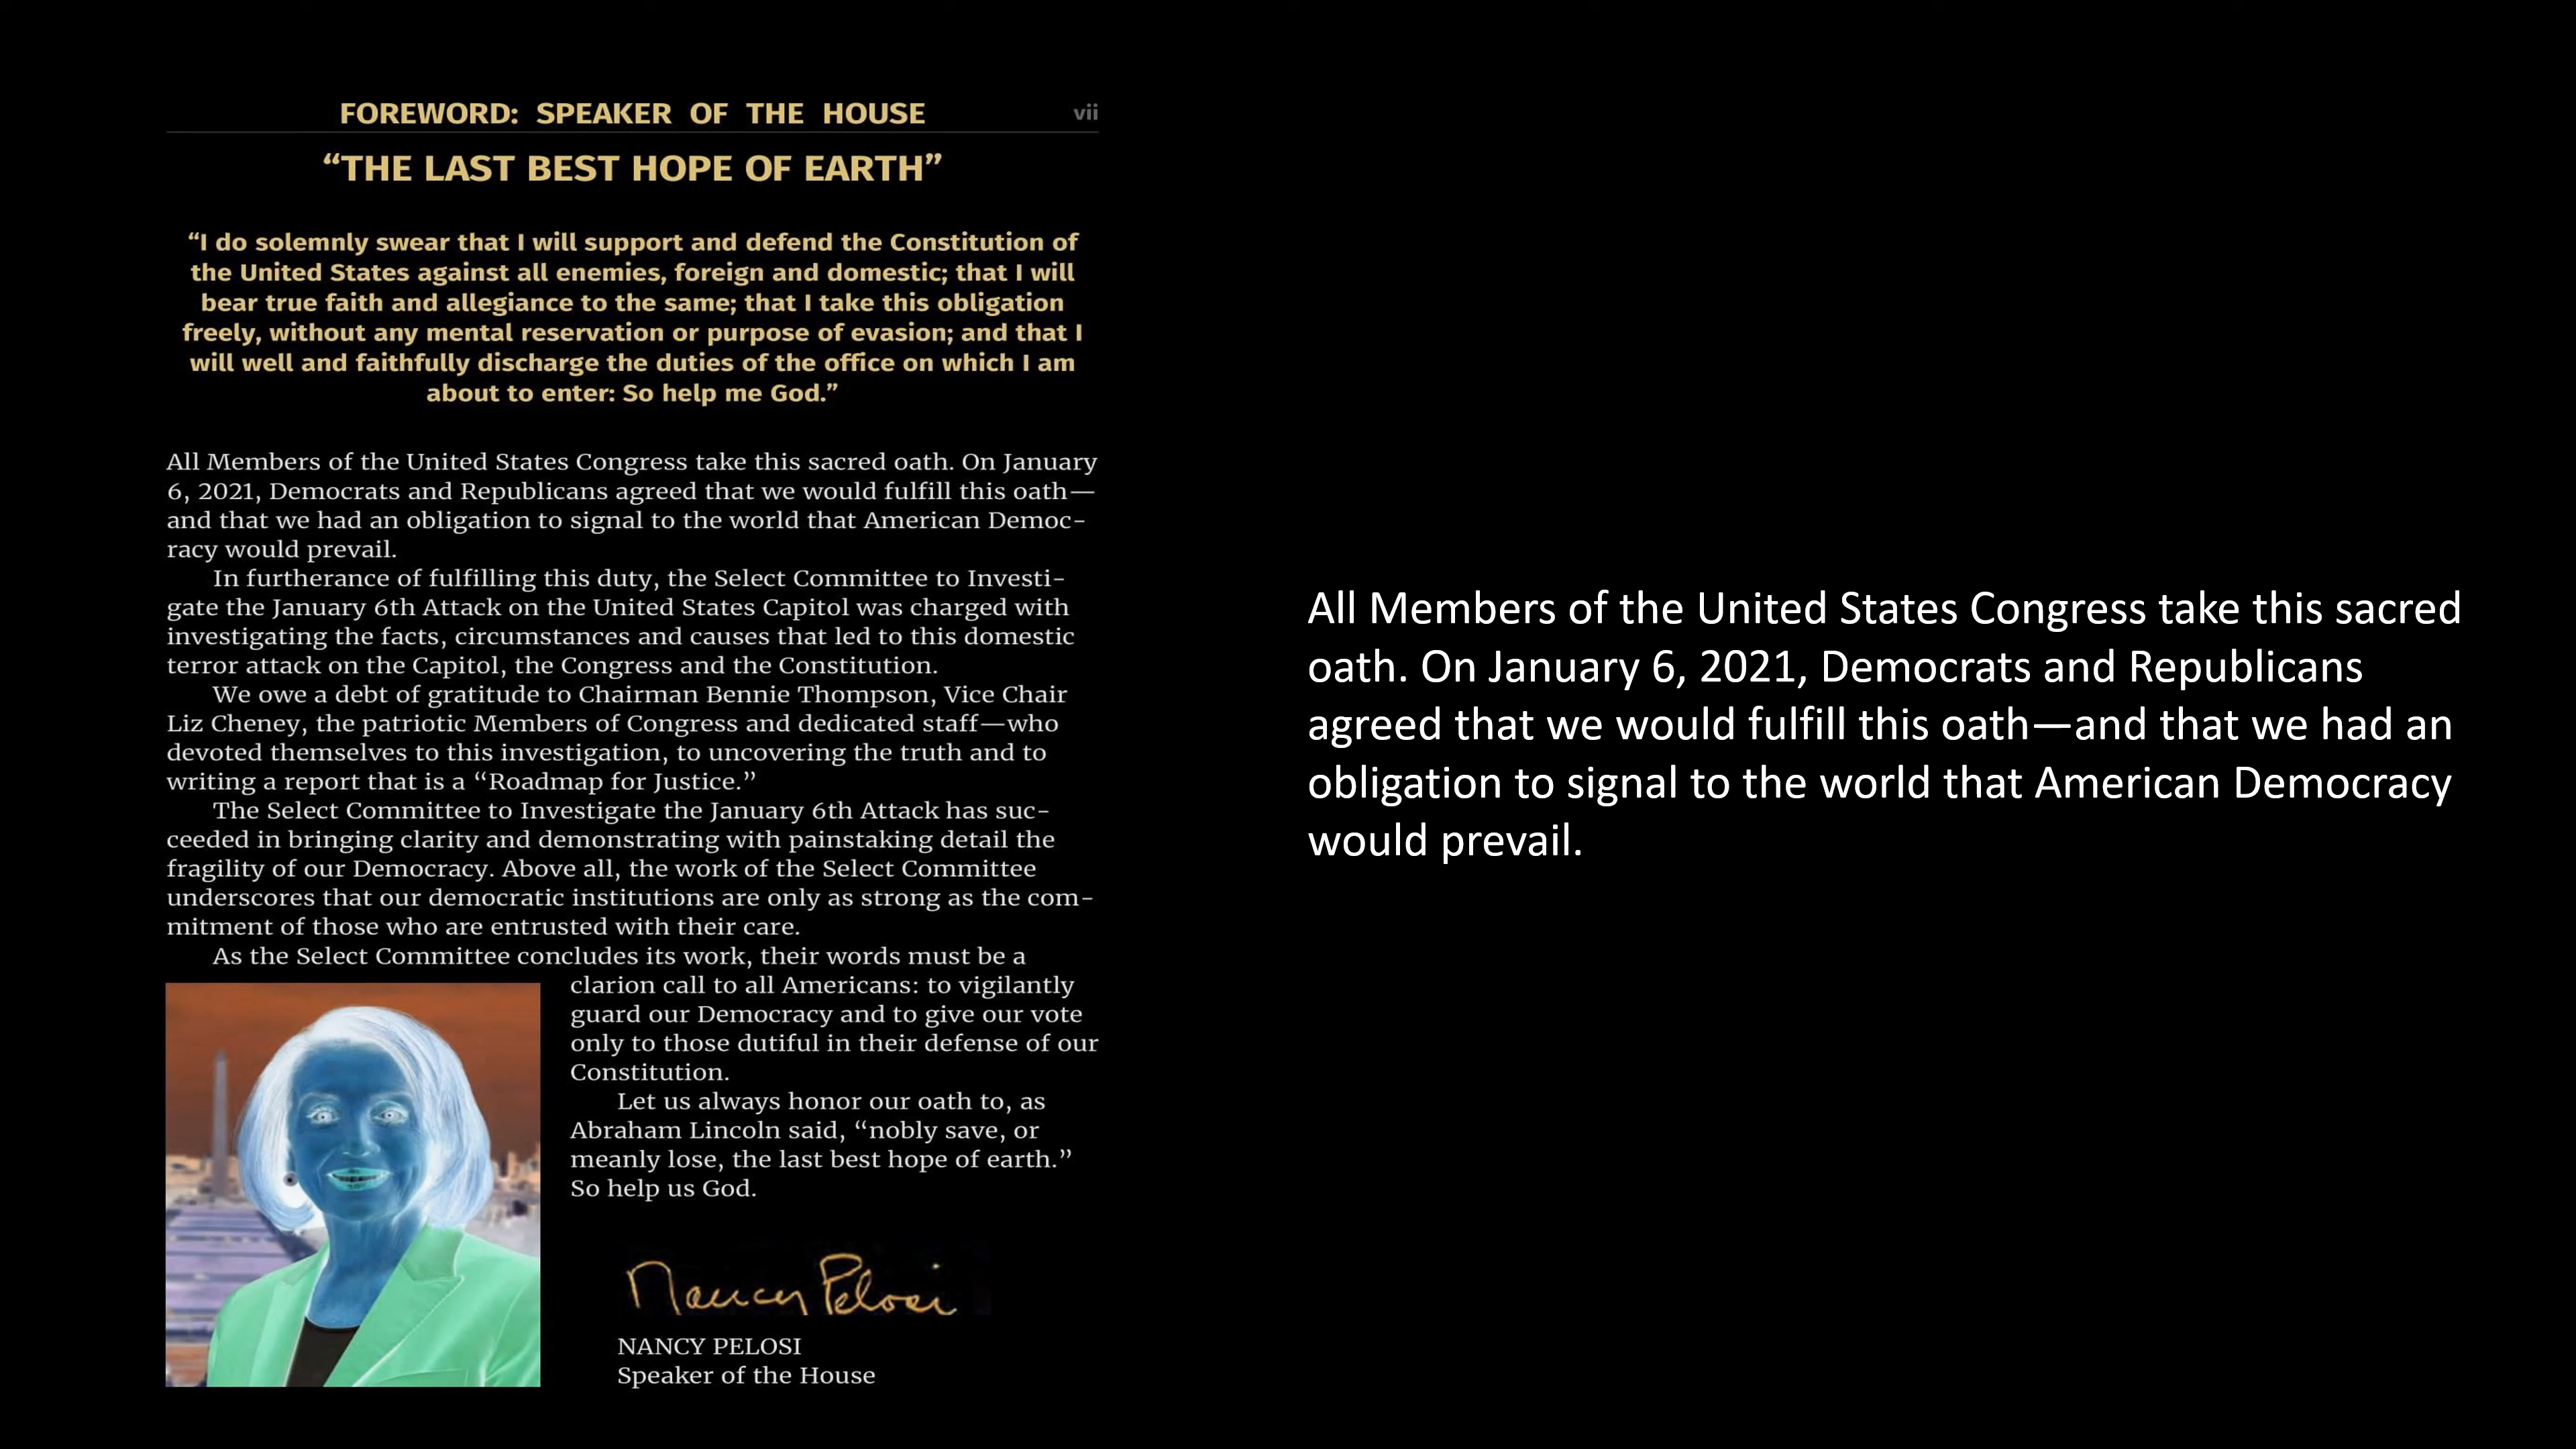 FOREWORD: SPEAKER OF THE HOUSE vii
“THE LAST BEST HOPE OF EARTH”
“I do solemnly swear that I will support and defend the Constitution of
the United States against all enemies, foreign and domestic; that I will
bear true faith and allegiance to the same; that I take this obligation
freely, without any mental reservation or purpose of evasion; and that I
will well and faithfully discharge the duties of the office on which I am
about to enter: So help me God.”
All Members of the United States Congress take this sacred oath. On January
6, 2021, Democrats and Republicans agreed that we would fulfill this oath—
and that we had an obligation to signal to the world that American Democ-
racy would prevail.
In furtherance of fulfilling this duty, the Select Committee to Investi-
gate the January 6th Attack on the United States Capitol was charged with
investigating the facts, circumstances and causes that led to this domestic
terror attack on the Capitol, the Congress and the Constitution.
We owe a debt of gratitude to Chairman Bennie Thompson, Vice Chair
Liz Cheney, the patriotic Members of Congress and dedicated staff—who
devoted themselves to this investigation, to uncovering the truth and to
writing a report that is a “Roadmap for Justice.”
The Select Committee to Investigate the January 6th Attack has suc-
ceeded in bringing clarity and demonstrating with painstaking detail the
fragility of our Democracy. Above all, the work of the Select Committee
underscores that our democratic institutions are only as strong as the com-
mitment of those who are entrusted with their care.
As the Select Committee concludes its work, their words must be a
clarion call to all Americans: to vigilantly
guard our Democracy and to give our vote
only to those dutiful in their defense of our
Constitution.
Let us always honor our oath to, as
Abraham Lincoln said, “nobly save, or
meanly lose, the last best hope of earth.”
So help us God.
Nancy Pelosi
NANCY PELOSI
Speaker of the House
All Members of the United States Congress take this sacred
oath. On January 6, 2021, Democrats and Republicans
agreed that we would fulfill this oath—and that we had an
obligation to signal to the world that American Democracy
would prevail.